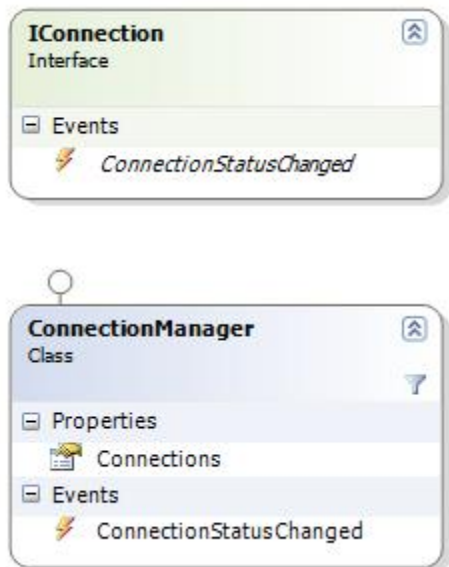 IConnection
Interface
Events
ConnectionStatusChanged
ConnectionManager
Class
Properties
Connections
Events
ConnectionStatusChanged